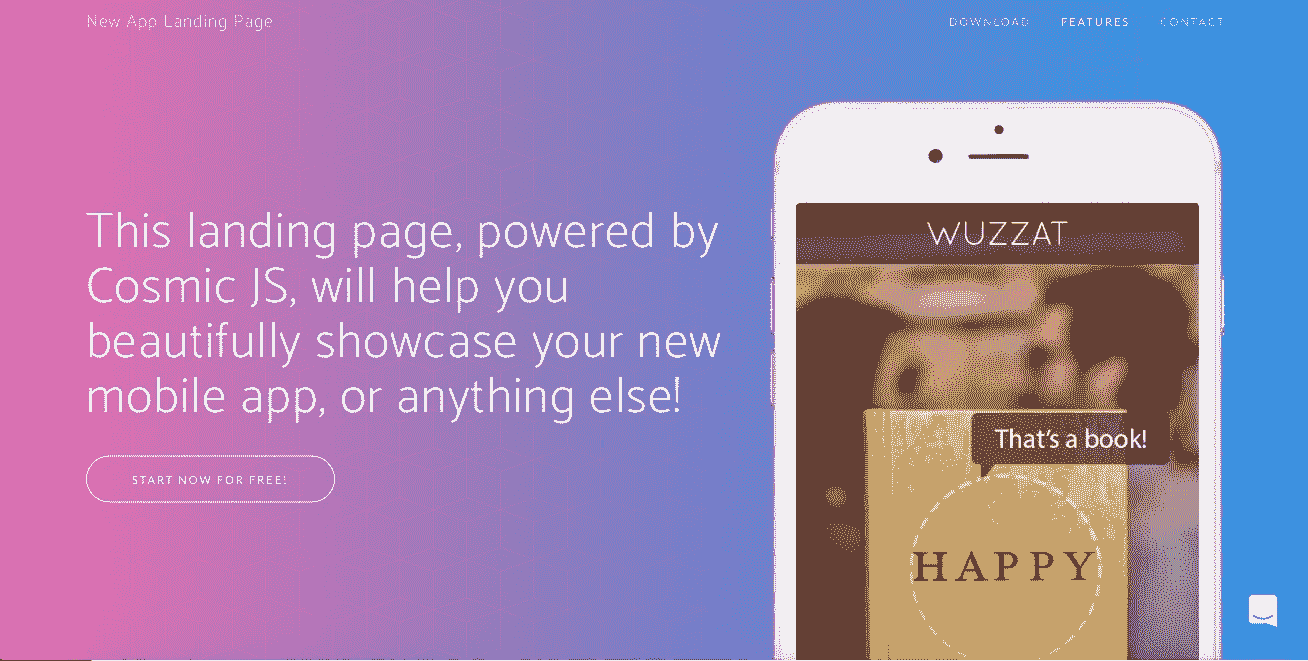 New App Landing Page
DOWNLOAD FEATURES CONTACT
This landing page, powered by
Cosmic JS, will help you
beautifully showcase your new
mobile app, or anything else!
START NOW FOR FREE!
WUZZAT
That's a book!
HAPPY